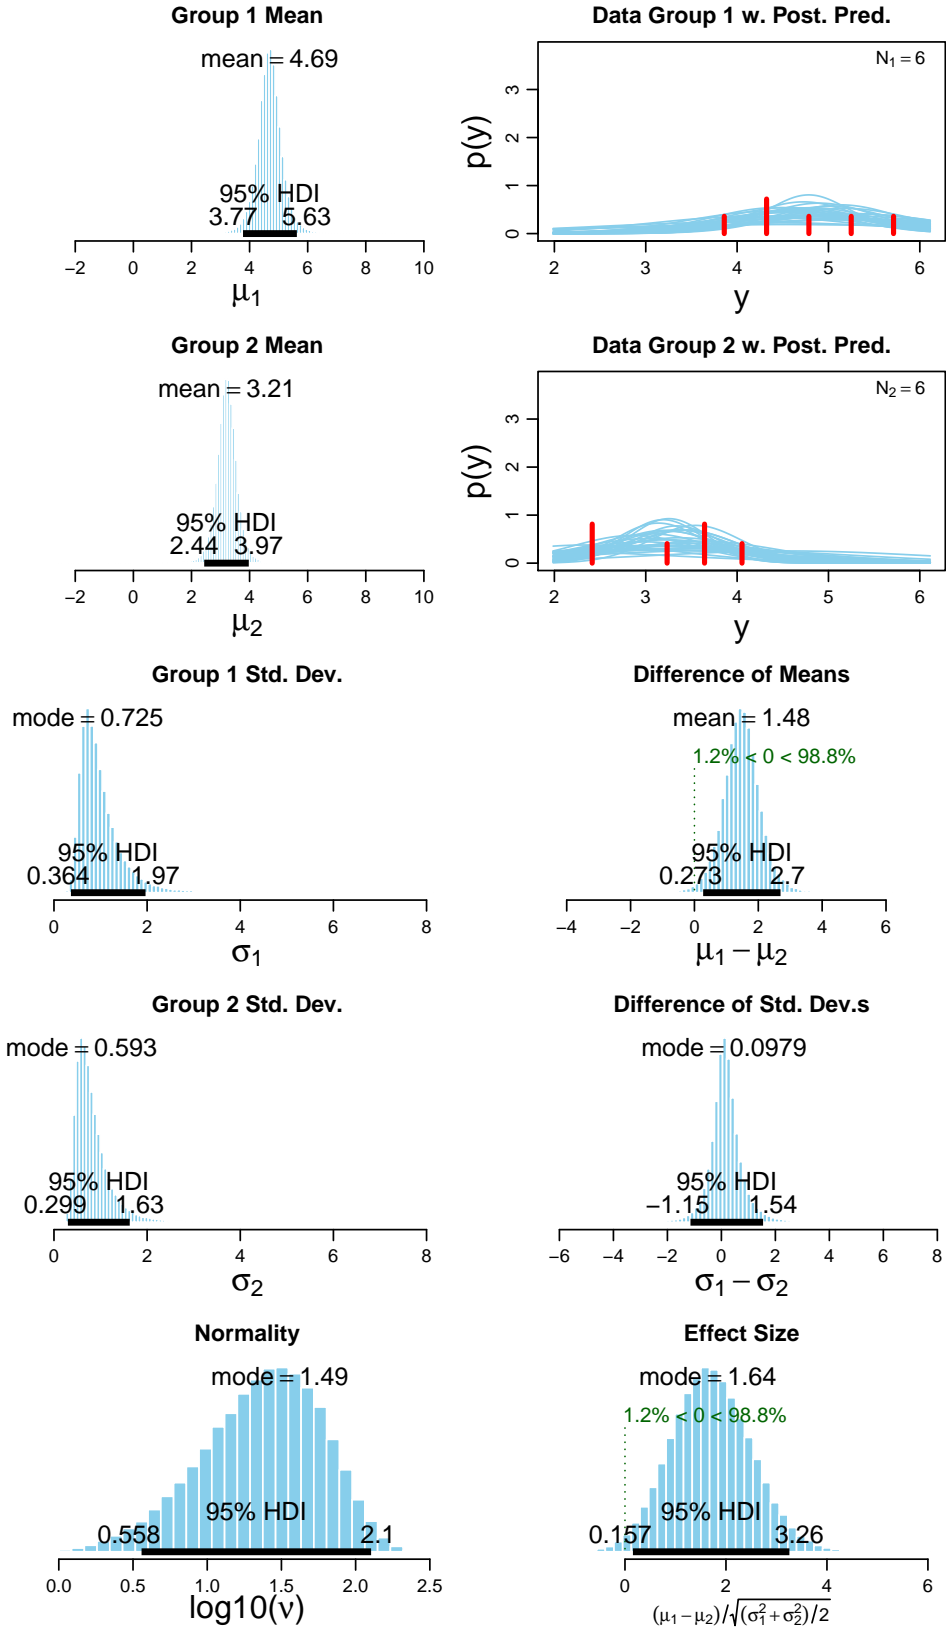 Group 1 Mean
mean = 4.69
95% HDI
3.77 5.63
−2 0 2 4 6 8 10
μ1
Data Group 1 w. Post. Pred.
N1 = 6
p(y)
0 1 2 3
2 3 4 5 6
y
Group 2 Mean
mean = 3.21
95% HDI
2.44 3.97
−2 0 2 4 6 8 10
μ2
Data Group 2 w. Post. Pred.
N2 = 6
p(y)
0 1 2 3
2 3 4 5 6
y
Group 1 Std. Dev.
mode = 0.725
95% HDI
0.364 1.97
0 2 4 6 8
σ1
Difference of Means
mean = 1.48
1.2% < 0 < 98.8%
95% HDI
0.273 2.7
−4 −2 0 2 4 6
μ1 − μ2
Group 2 Std. Dev.
mode = 0.593
95% HDI
0.299 1.63
0 2 4 6 8
σ2
Difference of Std. Dev.s
mode = 0.0979
95% HDI
−1.15 1.54
−6 −4 −2 0 2 4 6 8
σ1 − σ2
Normality
mode = 1.49
95% HDI
0.558 2.1
0.0 0.5 1.0 1.5 2.0 2.5
log10(ν)
Effect Size
mode = 1.64
1.2% < 0 < 98.8%
95% HDI
0.157 3.26
0 2 4 6
(μ1 − μ2)/√(σ1² + σ2²)/2